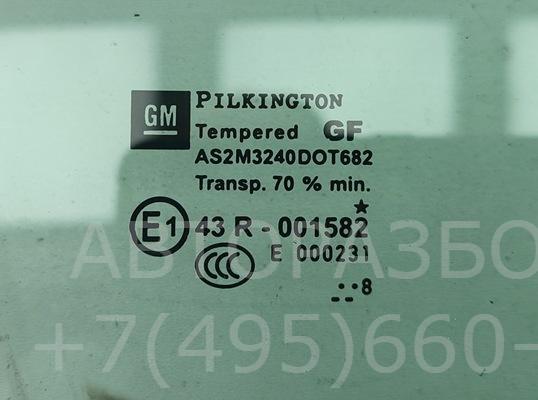 GM PILKINGTON
Tempered GF
AS2M3240DOT682
Transp. 70 % min.
E1 43 R - 001582
CCC E 000231
8
АВТОРАЗБО
+7(495)660-